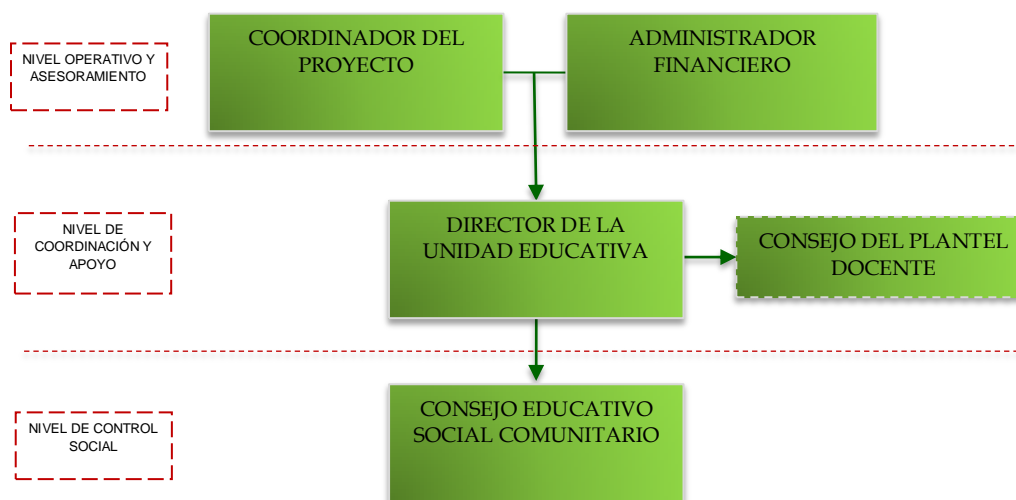 NIVEL OPERATIVO Y
ASESORAMIENTO
COORDINADOR DEL
PROYECTO
ADMINISTRADOR
FINANCIERO
NIVEL DE
COORDINACIÓN Y
APOYO
DIRECTOR DE LA
UNIDAD EDUCATIVA
CONSEJO DEL PLANTEL
DOCENTE
NIVEL DE CONTROL
SOCIAL
CONSEJO EDUCATIVO
SOCIAL COMUNITARIO